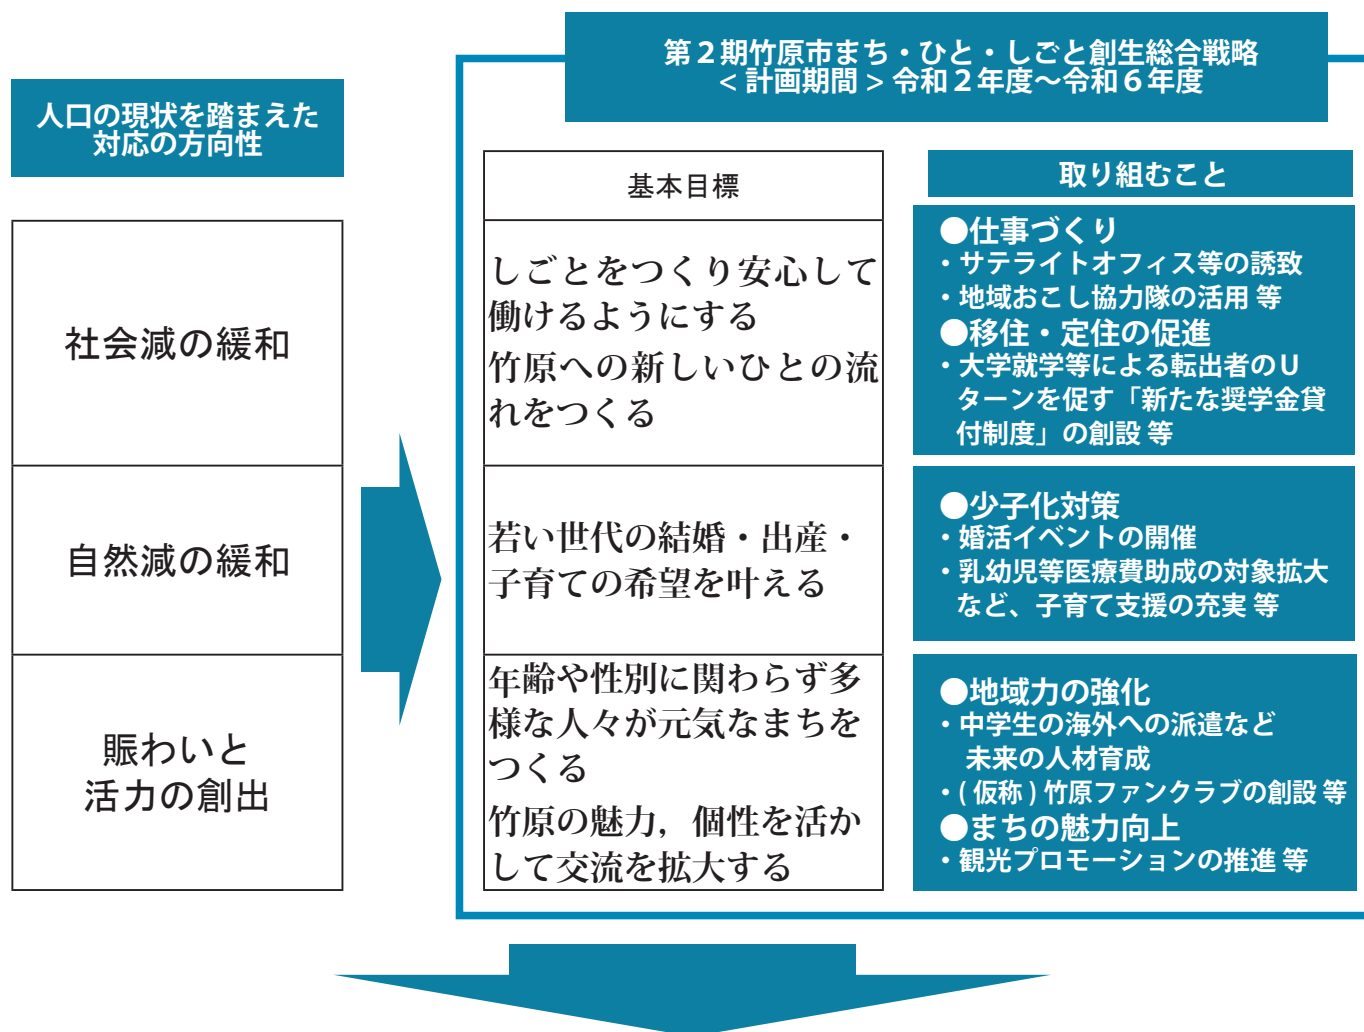 第２期竹原市まち・ひと・しごと創生総合戦略
＜計画期間＞令和２年度～令和６年度
人口の現状を踏まえた
対応の方向性
社会減の緩和
自然減の緩和
賑わいと
活力の創出
基本目標
しごとをつくり安心して
働けるようにする
竹原への新しいひとの流
れをつくる
若い世代の結婚・出産・
子育ての希望を叶える
年齢や性別に関わらず多
様な人々が元気なまちを
つくる
竹原の魅力，個性を活か
して交流を拡大する
取り組むこと
●仕事づくり
・サテライトオフィス等の誘致
・地域おこし協力隊の活用 等
●移住・定住の促進
・大学就学等による転出者のＵ
ターンを促す「新たな奨学金貸
付制度」の創設 等
●少子化対策
・婚活イベントの開催
・乳幼児等医療費助成の対象拡大
など、子育て支援の充実 等
●地域力の強化
・中学生の海外への派遣など
未来の人材育成
・( 仮称 ) 竹原ファンクラブの創設 等
●まちの魅力向上
・観光プロモーションの推進 等